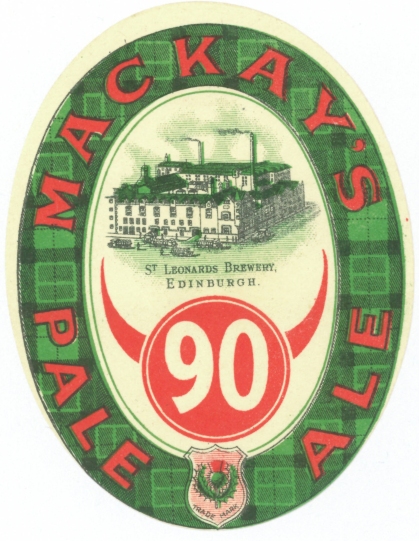 MACKAY'S
ST LEONARDS BREWERY,
EDINBURGH.
90
PALE ALE
TRADE MARK